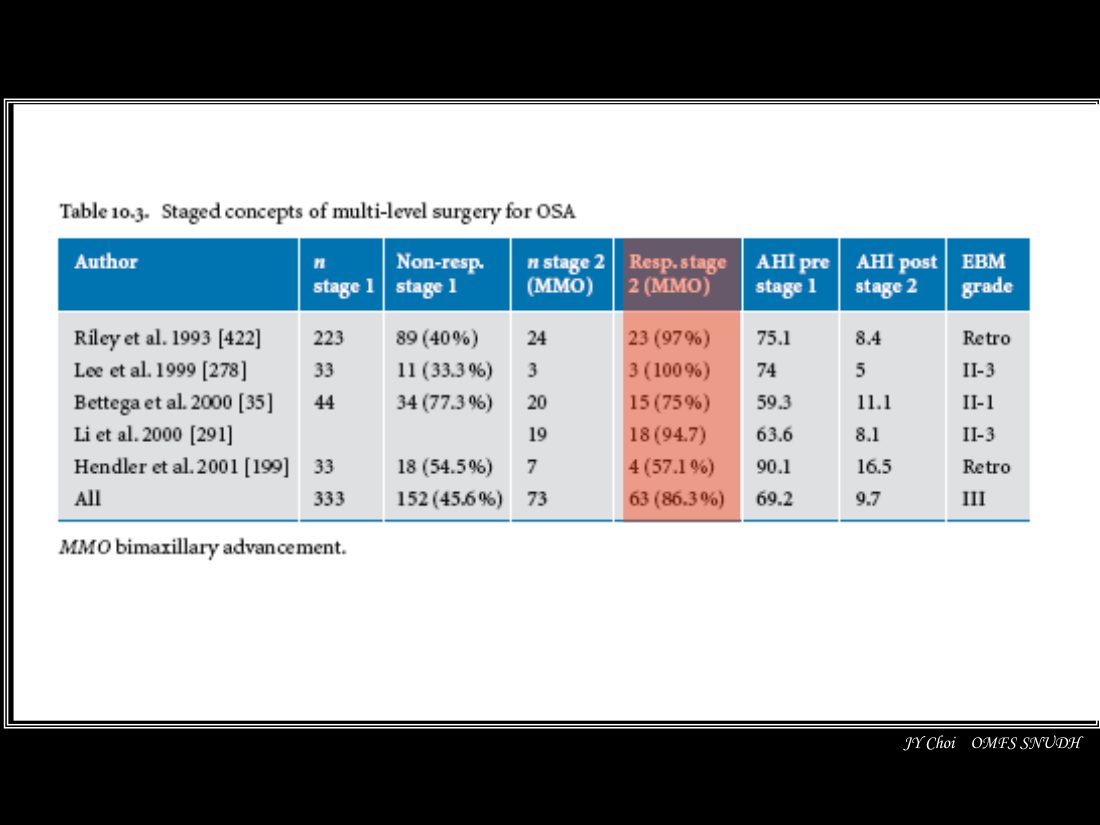 Table 10.3. Staged concepts of multi-level surgery for OSA
Author n stage 1 Non-resp. stage 1 n stage 2 (MMO) Resp. stage 2 (MMO) AHI pre stage 1 AHI post stage 2 EBM grade
Riley et al. 1993 [422] 223 89 (40%) 24 23 (97%) 75.1 8.4 Retro
Lee et al. 1999 [278] 33 11 (33.3%) 3 3 (100%) 74 5 II-3
Bettega et al. 2000 [35] 44 34 (77.3%) 20 15 (75%) 59.3 11.1 II-1
Li et al. 2000 [291] 19 18 (94.7) 63.6 8.1 II-3
Hendler et al. 2001 [199] 33 18 (54.5%) 7 4 (57.1%) 90.1 16.5 Retro
All 333 152 (45.6%) 73 63 (86.3%) 69.2 9.7 III
MMO bimaxillary advancement.
JY Choi OMFS SNUDH